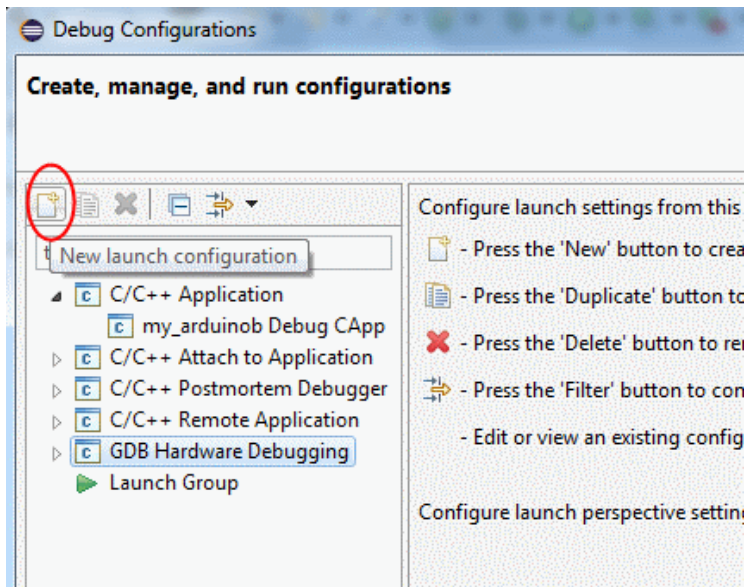 Debug Configurations
Create, manage, and run configurations
New launch configuration
C/C++ Application
my_arduinob Debug CApp
C/C++ Attach to Application
C/C++ Postmortem Debugger
C/C++ Remote Application
GDB Hardware Debugging
Launch Group
Configure launch settings from this
- Press the 'New' button to crea
- Press the 'Duplicate' button to
- Press the 'Delete' button to re
- Press the 'Filter' button to con
- Edit or view an existing config
Configure launch perspective setting